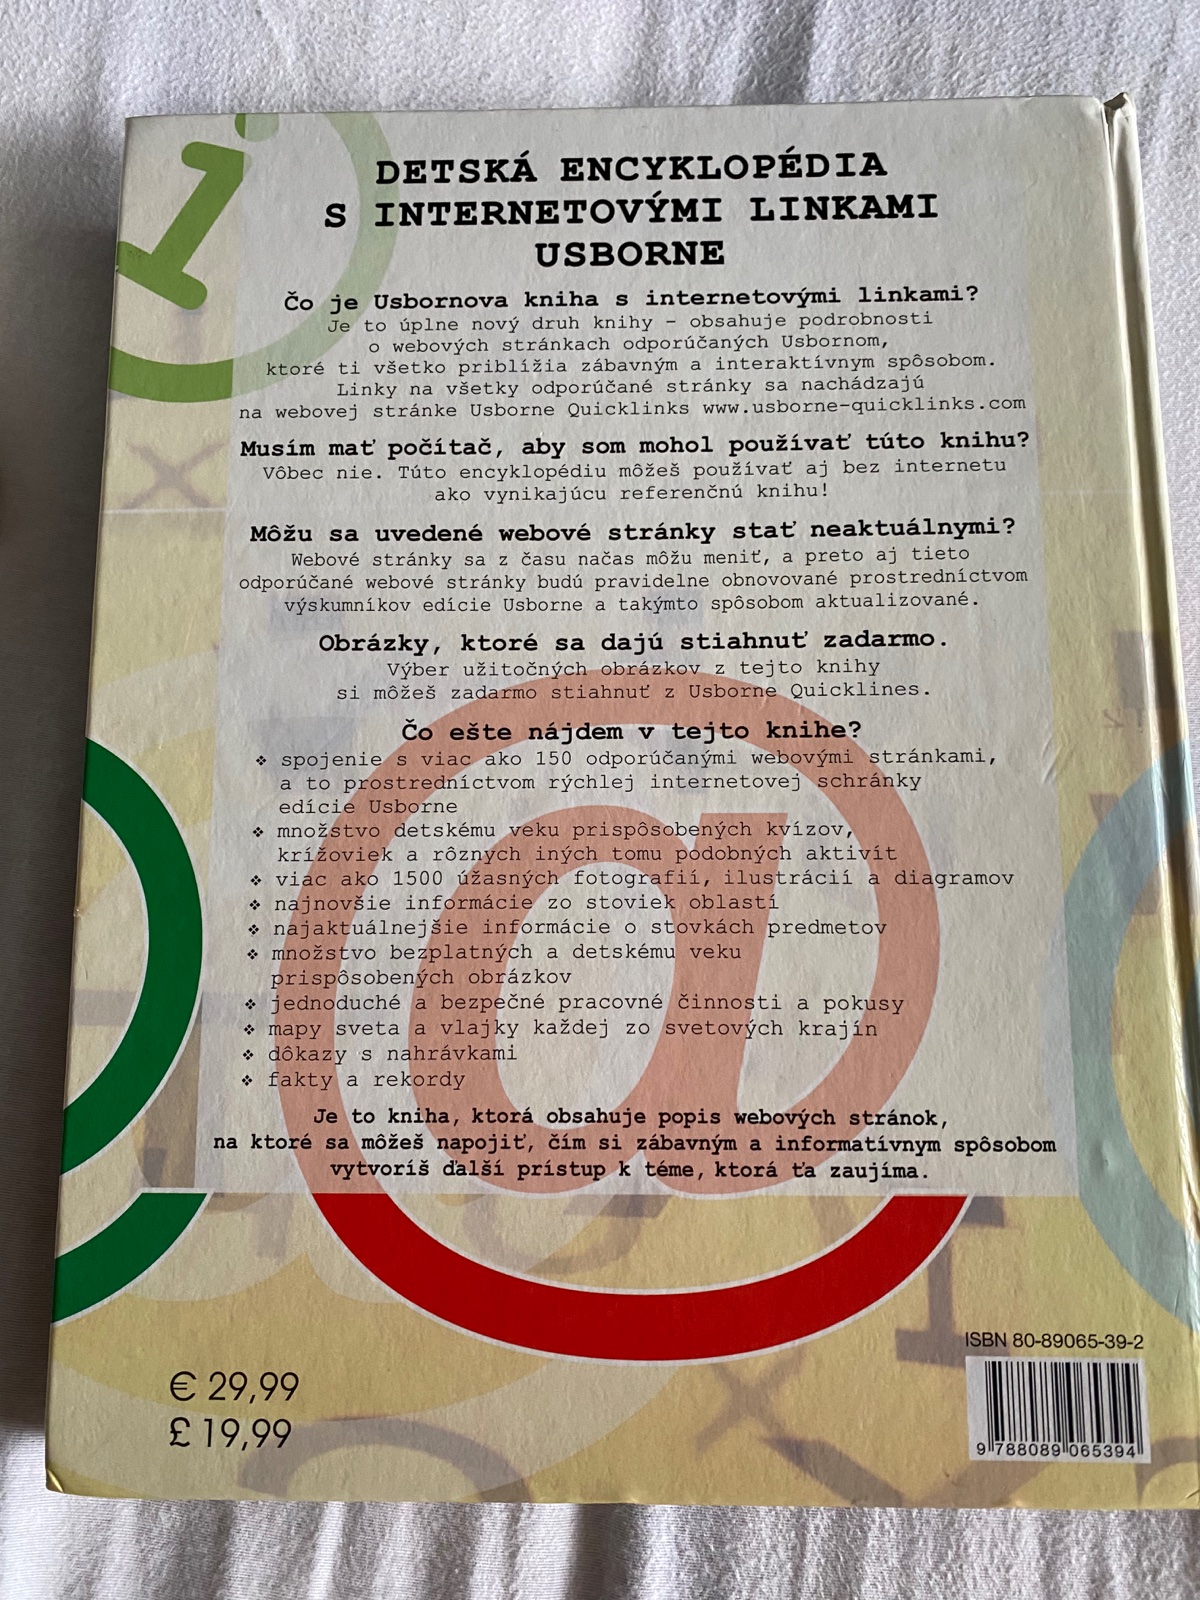 DETSKÁ ENCYKLOPÉDIA
S INTERNETOVÝMI LINKAMI
USBORNE
Čo je Usbornova kniha s internetovými linkami?
Je to úplne nový druh knihy – obsahuje podrobnosti
o webových stránkach odporúčaných Usbornom,
ktoré ti všetko priblížia zábavným a interaktívnym spôsobom.
Linky na všetky odporúčané stránky sa nachádzajú
na webovej stránke Usborne Quicklinks www.usborne-quicklinks.com
Musím mať počítač, aby som mohol používať túto knihu?
Vôbec nie. Túto encyklopédiu môžeš používať aj bez internetu
ako vynikajúcu referenčnú knihu!
Môžu sa uvedené webové stránky stať neaktuálnymi?
Webové stránky sa z času načas môžu meniť, a preto aj tieto
odporúčané webové stránky budú pravidelne obnovované prostredníctvom
výskumníkov edície Usborne a takýmto spôsobom aktualizované.
Obrázky, ktoré sa dajú stiahnuť zadarmo.
Výber užitočných obrázkov z tejto knihy
si môžeš zadarmo stiahnuť z Usborne Quicklines.
Čo ešte nájdem v tejto knihe?
❖ spojenie s viac ako 150 odporúčanými webovými stránkami,
a to prostredníctvom rýchlej internetovej schránky
edície Usborne
❖ množstvo detskému veku prispôsobených kvízov,
krížoviek a rôznych iných tomu podobných aktivít
❖ viac ako 1500 úžasných fotografií, ilustrácií a diagramov
❖ najnovšie informácie zo stoviek oblastí
❖ najaktuálnejšie informácie o stovkách predmetov
❖ množstvo bezplatných a detskému veku
prispôsobených obrázkov
❖ jednoduché a bezpečné pracovné činnosti a pokusy
❖ mapy sveta a vlajky každej zo svetových krajín
❖ dôkazy s nahrávkami
❖ fakty a rekordy
Je to kniha, ktorá obsahuje popis webových stránok,
na ktoré sa môžeš napojiť, čím si zábavným a informatívnym spôsobom
vytvoríš ďalší prístup k téme, ktorá ťa zaujíma.
€ 29,99
£ 19,99
ISBN 80-89065-39-2
9 788089 065394